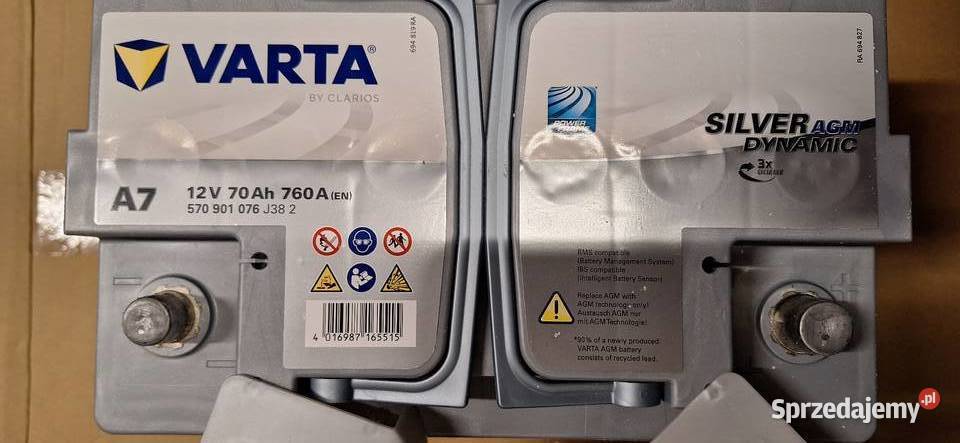 VARTA®
BY CLARIOS
694 819 RA
A7
12V 70Ah 760A (EN)
570 901 076 J38 2
4 016987 165515
RA 694 827
POWER
SILVER AGM
DYNAMIC
3x
BMS compatible
(Battery Management System)
IBS compatible
(Intelligent Battery Sensor)
Replace AGM with
AGM technology only!
Austausch AGM nur
mit AGM Technologie!
*90% of a newly produced
VARTA AGM battery
consists of recycled lead.
Sprzedajemy.pl